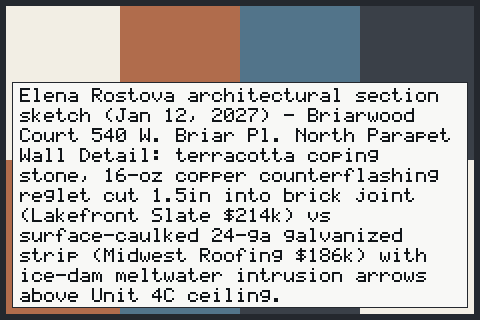 Elena Rostova architectural section
sketch (Jan 12, 2027) - Briarwood
Court 540 W. Briar Pl. North Parapet
Wall Detail: terracotta coping
stone, 16-oz copper counterflashing
reglet cut 1.5in into brick joint
(Lakefront Slate $214k) vs
surface-caulked 24-ga galvanized
strip (Midwest Roofing $186k) with
ice-dam meltwater intrusion arrows
above Unit 4C ceiling.